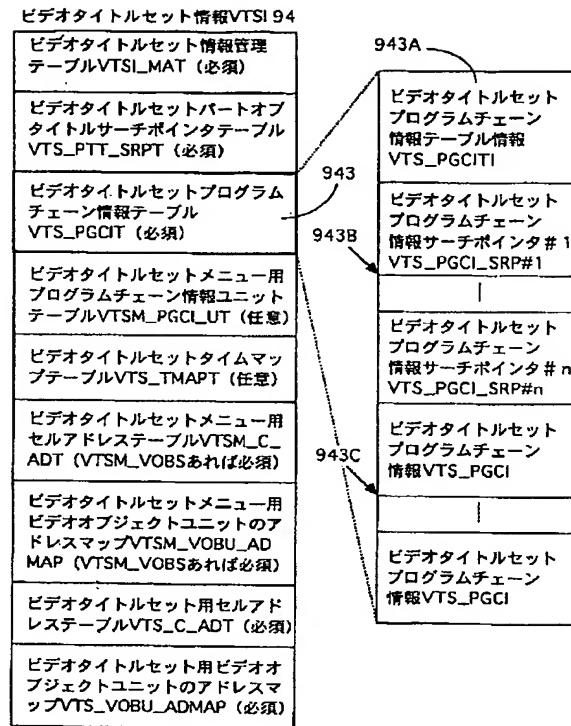 ビデオタイトルセット情報VTSI 94
ビデオタイトルセット情報管理
テーブルVTSI_MAT (必須)
ビデオタイトルセットパートオブ
タイトルサーチポインタテーブル
VTS_PTT_SRPT (必須)
ビデオタイトルセットプログラム
チェーン情報テーブル
VTS_PGCIT (必須)
ビデオタイトルセットメニュー用
プログラムチェーン情報ユニット
テーブルVTSM_PGCI_UT (任意)
ビデオタイトルセットタイムマッ
プテーブルVTS_TMAPT (任意)
ビデオタイトルセットメニュー用
セルアドレステーブルVTSM_C_
ADT (VTSM_VOBSあれば必須)
ビデオタイトルセットメニュー用
ビデオオブジェクトユニットのア
ドレスマップVTSM_VOBU_AD
MAP (VTSM_VOBSあれば必須)
ビデオタイトルセット用セルアド
レステーブルVTS_C_ADT (必須)
ビデオタイトルセット用ビデオオ
ブジェクトユニットのアドレスマ
ップVTS_VOBU_ADMAP (必須)
943
943A
ビデオタイトルセット
プログラムチェーン
情報テーブル情報
VTS_PGCITI
943B
ビデオタイトルセット
プログラムチェーン
情報サーチポインタ# 1
VTS_PGCI_SRP#1
ビデオタイトルセット
プログラムチェーン
情報サーチポインタ# n
VTS_PGCI_SRP#n
943C
ビデオタイトルセット
プログラムチェーン
情報VTS_PGCI
ビデオタイトルセット
プログラムチェーン
情報VTS_PGCI